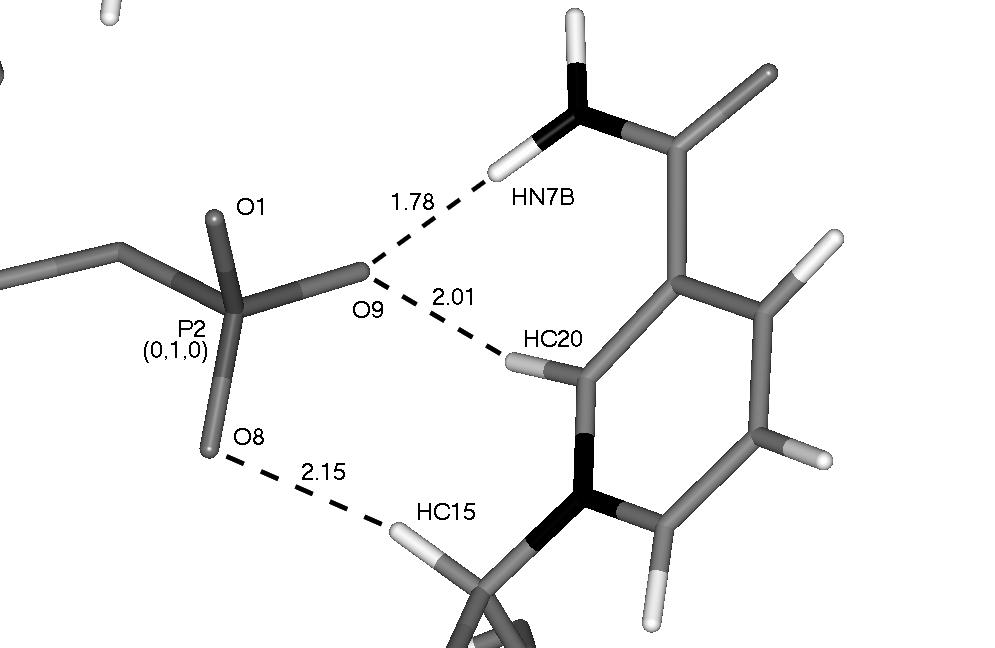 HN7B
1.78
O1
2.01
O9
P2
(0,1,0)
HC20
O8
2.15
HC15